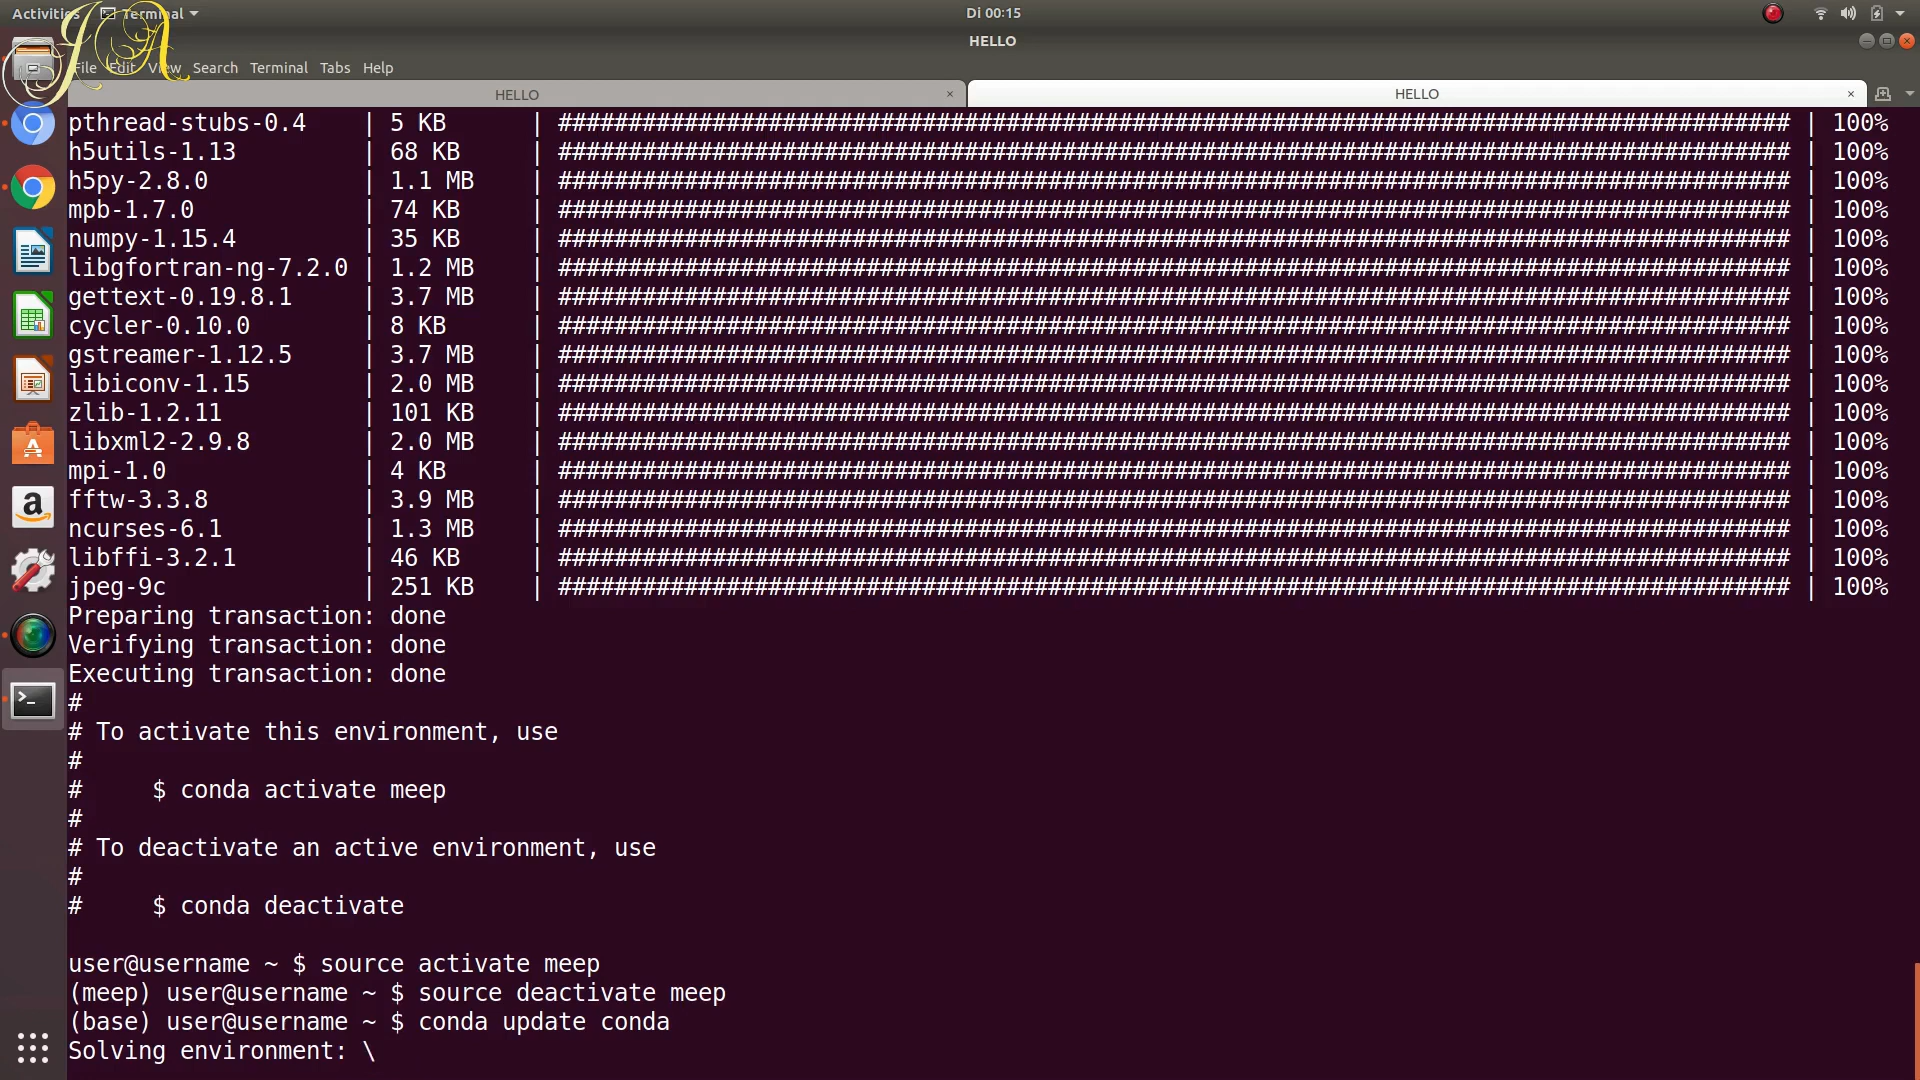 Activities Terminal Di 00:15
HELLO
File Edit View Search Terminal Tabs Help
HELLO × HELLO ×
pthread-stubs-0.4 | 5 KB | ######################################################################################## | 100%
h5utils-1.13 | 68 KB | ######################################################################################## | 100%
h5py-2.8.0 | 1.1 MB | ######################################################################################## | 100%
mpb-1.7.0 | 74 KB | ######################################################################################## | 100%
numpy-1.15.4 | 35 KB | ######################################################################################## | 100%
libgfortran-ng-7.2.0 | 1.2 MB | ######################################################################################## | 100%
gettext-0.19.8.1 | 3.7 MB | ######################################################################################## | 100%
cycler-0.10.0 | 8 KB | ######################################################################################## | 100%
gstreamer-1.12.5 | 3.7 MB | ######################################################################################## | 100%
libiconv-1.15 | 2.0 MB | ######################################################################################## | 100%
zlib-1.2.11 | 101 KB | ######################################################################################## | 100%
libxml2-2.9.8 | 2.0 MB | ######################################################################################## | 100%
mpi-1.0 | 4 KB | ######################################################################################## | 100%
fftw-3.3.8 | 3.9 MB | ######################################################################################## | 100%
ncurses-6.1 | 1.3 MB | ######################################################################################## | 100%
libffi-3.2.1 | 46 KB | ######################################################################################## | 100%
jpeg-9c | 251 KB | ######################################################################################## | 100%
Preparing transaction: done
Verifying transaction: done
Executing transaction: done
#
# To activate this environment, use
#
#     $ conda activate meep
#
# To deactivate an active environment, use
#
#     $ conda deactivate
user@username ~ $ source activate meep
(meep) user@username ~ $ source deactivate meep
(base) user@username ~ $ conda update conda
Solving environment: \